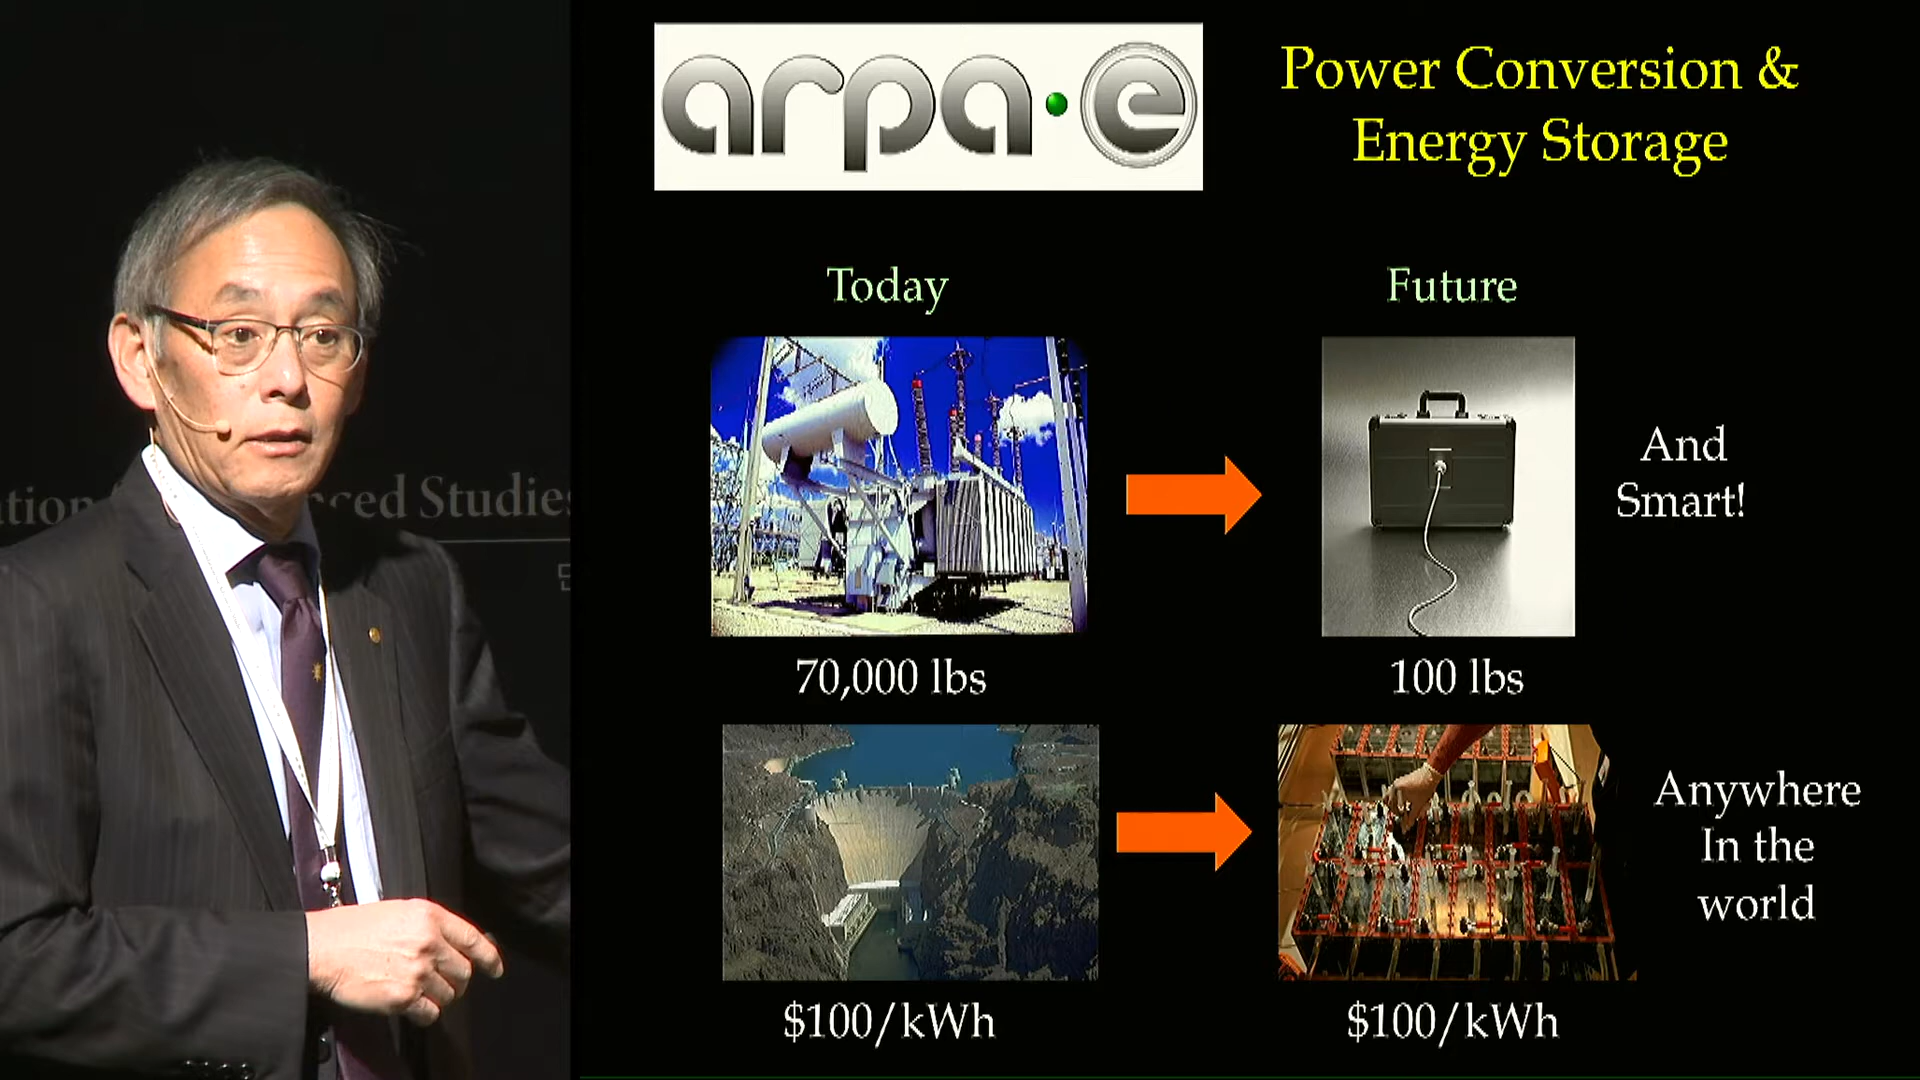 arpa·e
Power Conversion &
Energy Storage
Today
Future
And
Smart!
70,000 lbs
100 lbs
Anywhere
In the
world
$100/kWh
$100/kWh
Studies